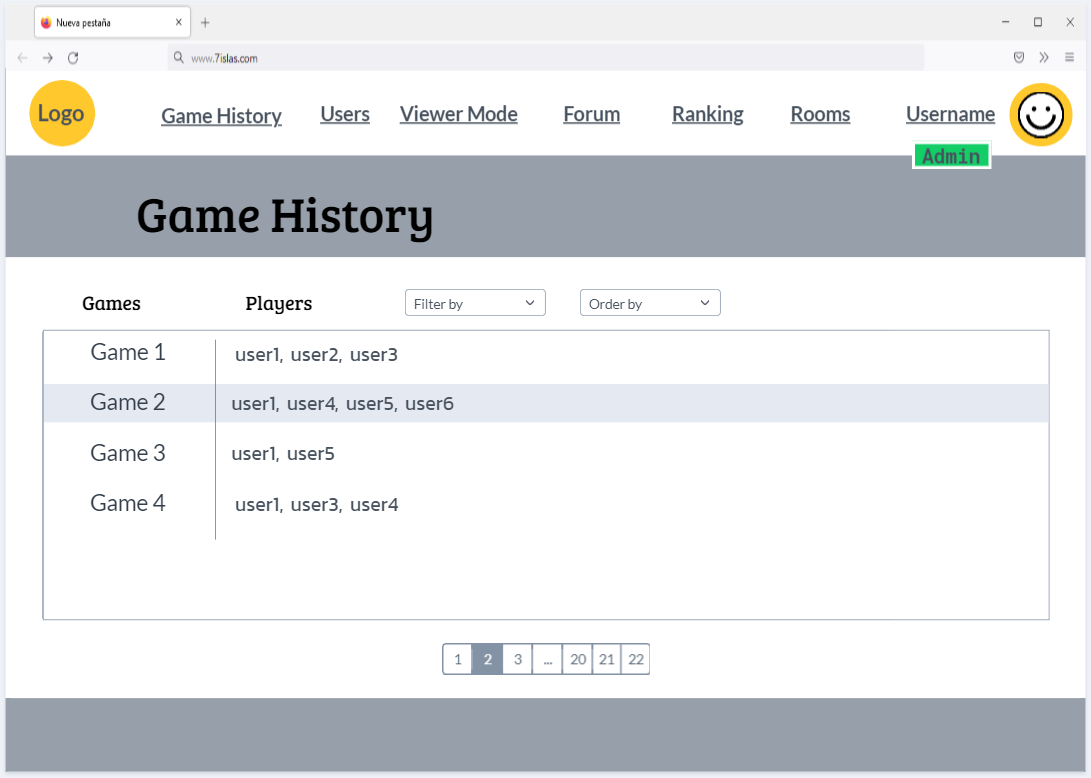 Nueva pestaña
www.7islas.com
Logo Game History Users Viewer Mode Forum Ranking Rooms Username
Admin
Game History
Games Players Filter by Order by
Game 1 user1, user2, user3
Game 2 user1, user4, user5, user6
Game 3 user1, user5
Game 4 user1, user3, user4
1 2 3 ... 20 21 22